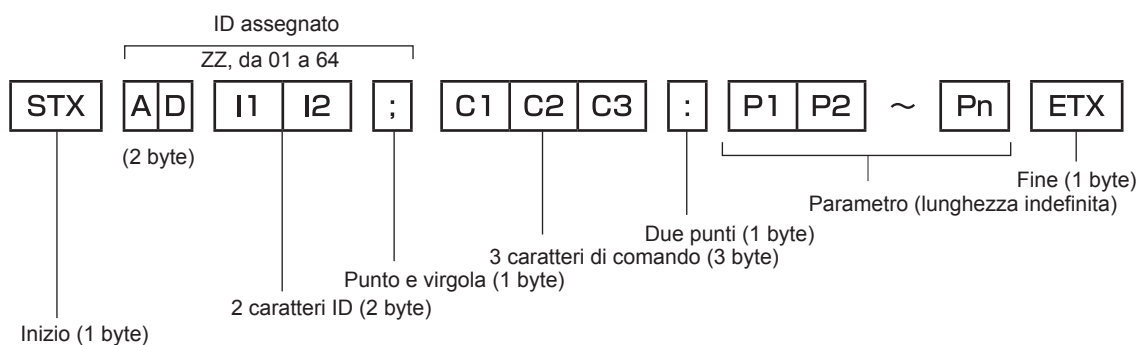 ID assegnato
ZZ, da 01 a 64
STX A D I1 I2 ; C1 C2 C3 : P1 P2 ～ Pn ETX
(2 byte)
Fine (1 byte)
Parametro (lunghezza indefinita)
Due punti (1 byte)
3 caratteri di comando (3 byte)
Punto e virgola (1 byte)
2 caratteri ID (2 byte)
Inizio (1 byte)